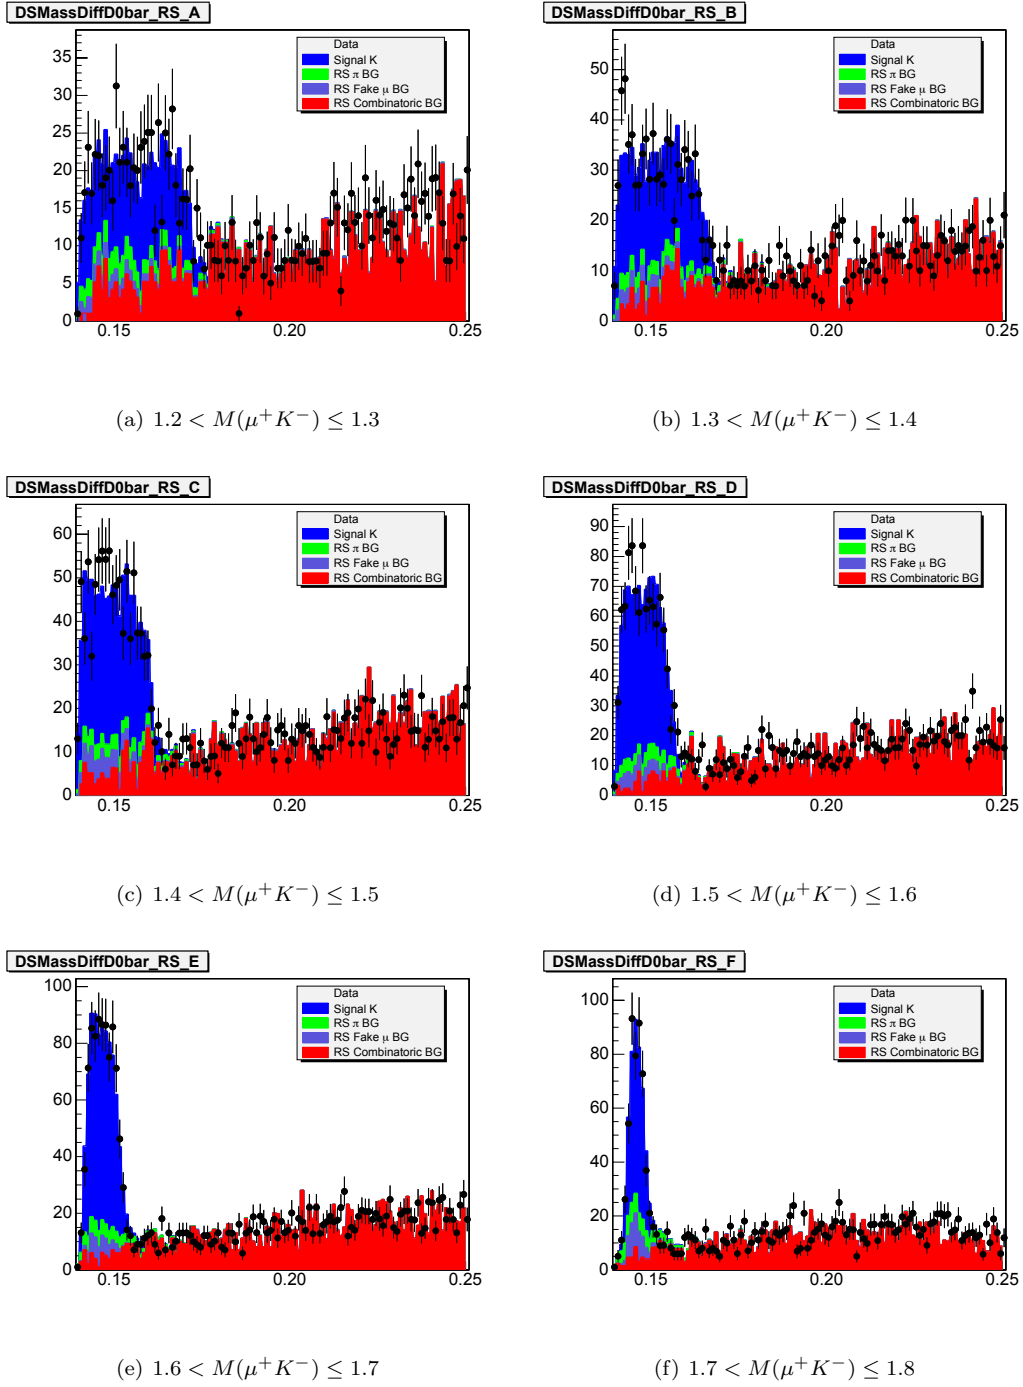 DSMassDiffD0bar_RS_A
Data
Signal K
RS π BG
RS Fake μ BG
RS Combinatoric BG
35
30
25
20
15
10
5
0
0.15 0.20 0.25
(a) 1.2 < M(μ⁺K⁻) ≤ 1.3
DSMassDiffD0bar_RS_B
Data
Signal K
RS π BG
RS Fake μ BG
RS Combinatoric BG
50
40
30
20
10
0
0.15 0.20 0.25
(b) 1.3 < M(μ⁺K⁻) ≤ 1.4
DSMassDiffD0bar_RS_C
Data
Signal K
RS π BG
RS Fake μ BG
RS Combinatoric BG
60
50
40
30
20
10
0
0.15 0.20 0.25
(c) 1.4 < M(μ⁺K⁻) ≤ 1.5
DSMassDiffD0bar_RS_D
Data
Signal K
RS π BG
RS Fake μ BG
RS Combinatoric BG
90
80
70
60
50
40
30
20
10
0
0.15 0.20 0.25
(d) 1.5 < M(μ⁺K⁻) ≤ 1.6
DSMassDiffD0bar_RS_E
Data
Signal K
RS π BG
RS Fake μ BG
RS Combinatoric BG
100
80
60
40
20
0
0.15 0.20 0.25
(e) 1.6 < M(μ⁺K⁻) ≤ 1.7
DSMassDiffD0bar_RS_F
Data
Signal K
RS π BG
RS Fake μ BG
RS Combinatoric BG
100
80
60
40
20
0
0.15 0.20 0.25
(f) 1.7 < M(μ⁺K⁻) ≤ 1.8